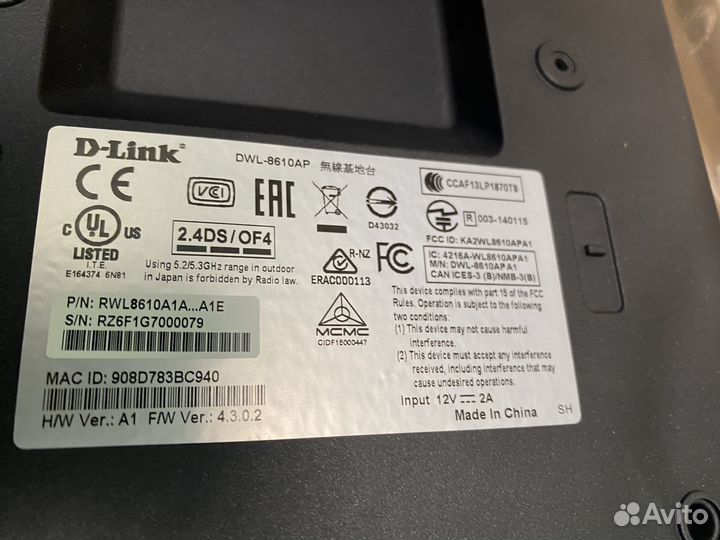 D-Link
DWL-8610AP 無線基地台
CE
VCCI
EAC
D43032
CCAF13LP1870T8
R 003-140115
C UL US
LISTED
I.T.E.
E164374 6N81
2.4DS/OF4
Using 5.2/5.3GHz range in outdoor
in Japan is forbidden by Radio law.
R-NZ
ERAC000113
FC
FCC ID: KA2WL8610APA1
IC: 4216A-WL8610APA1
M/N: DWL-8610APA1
CAN ICES-3 (B)/NMB-3(B)
P/N: RWL8610A1A...A1E
S/N: RZ6F1G7000079
MCMC
CIDF15000447
This device complies with part 15 of the FCC
Rules. Operation is subject to the following
two conditions:
(1) This device may not cause harmful
interference.
(2) This device must accept any interference
received, including interference that may
cause undesired operation.
MAC ID: 908D783BC940
H/W Ver.: A1 F/W Ver.: 4.3.0.2
Input 12V 2A
Made In China
SH
Avito